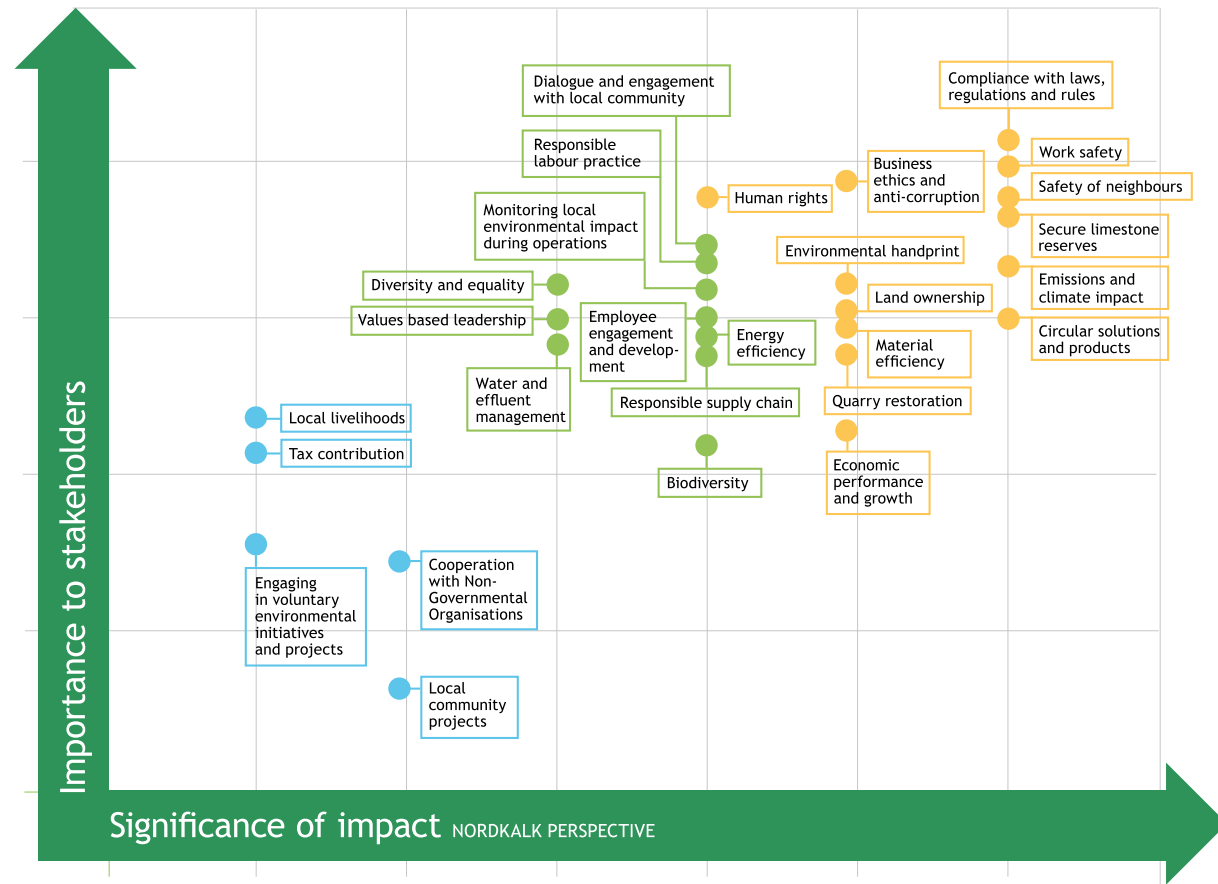 Dialogue and engagement
with local community
Compliance with laws,
regulations and rules
Responsible
labour practice
Work safety
Business
ethics and
anti-corruption
Safety of neighbours
Human rights
Monitoring local
environmental impact
during operations
Secure limestone
reserves
Environmental handprint
Diversity and equality
Emissions and
climate impact
Land ownership
Values based leadership
Employee
engagement
and develop-
ment
Energy
efficiency
Circular solutions
and products
Material
efficiency
Water and
effluent
management
Responsible supply chain
Quarry restoration
Local livelihoods
Tax contribution
Economic
performance
and growth
Biodiversity
Engaging
in voluntary
environmental
initiatives
and projects
Cooperation
with Non-
Governmental
Organisations
Local
community
projects
Importance to stakeholders
Significance of impact NORDKALK PERSPECTIVE